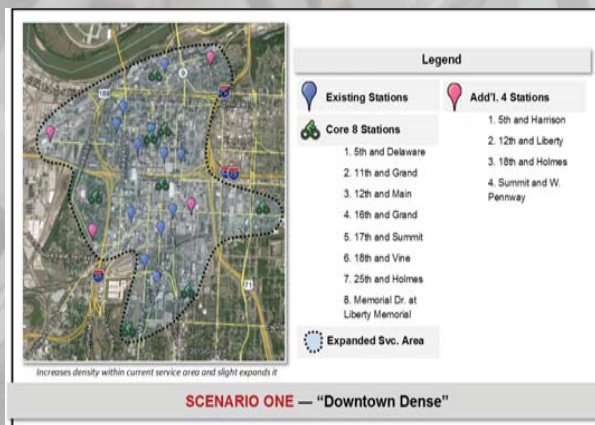 Legend
Existing Stations
Core 8 Stations
1. 5th and Delaware
2. 11th and Grand
3. 12th and Main
4. 16th and Grand
5. 17th and Summit
6. 18th and Vine
7. 25th and Holmes
8. Memorial Dr. at
Liberty Memorial
Expanded Svc. Area
Add'l. 4 Stations
1. 5th and Harrison
2. 12th and Liberty
3. 18th and Holmes
4. Summit and W.
Pennway
169
9
71
Increases density within current service area and slight expands it
SCENARIO ONE — “Downtown Dense”